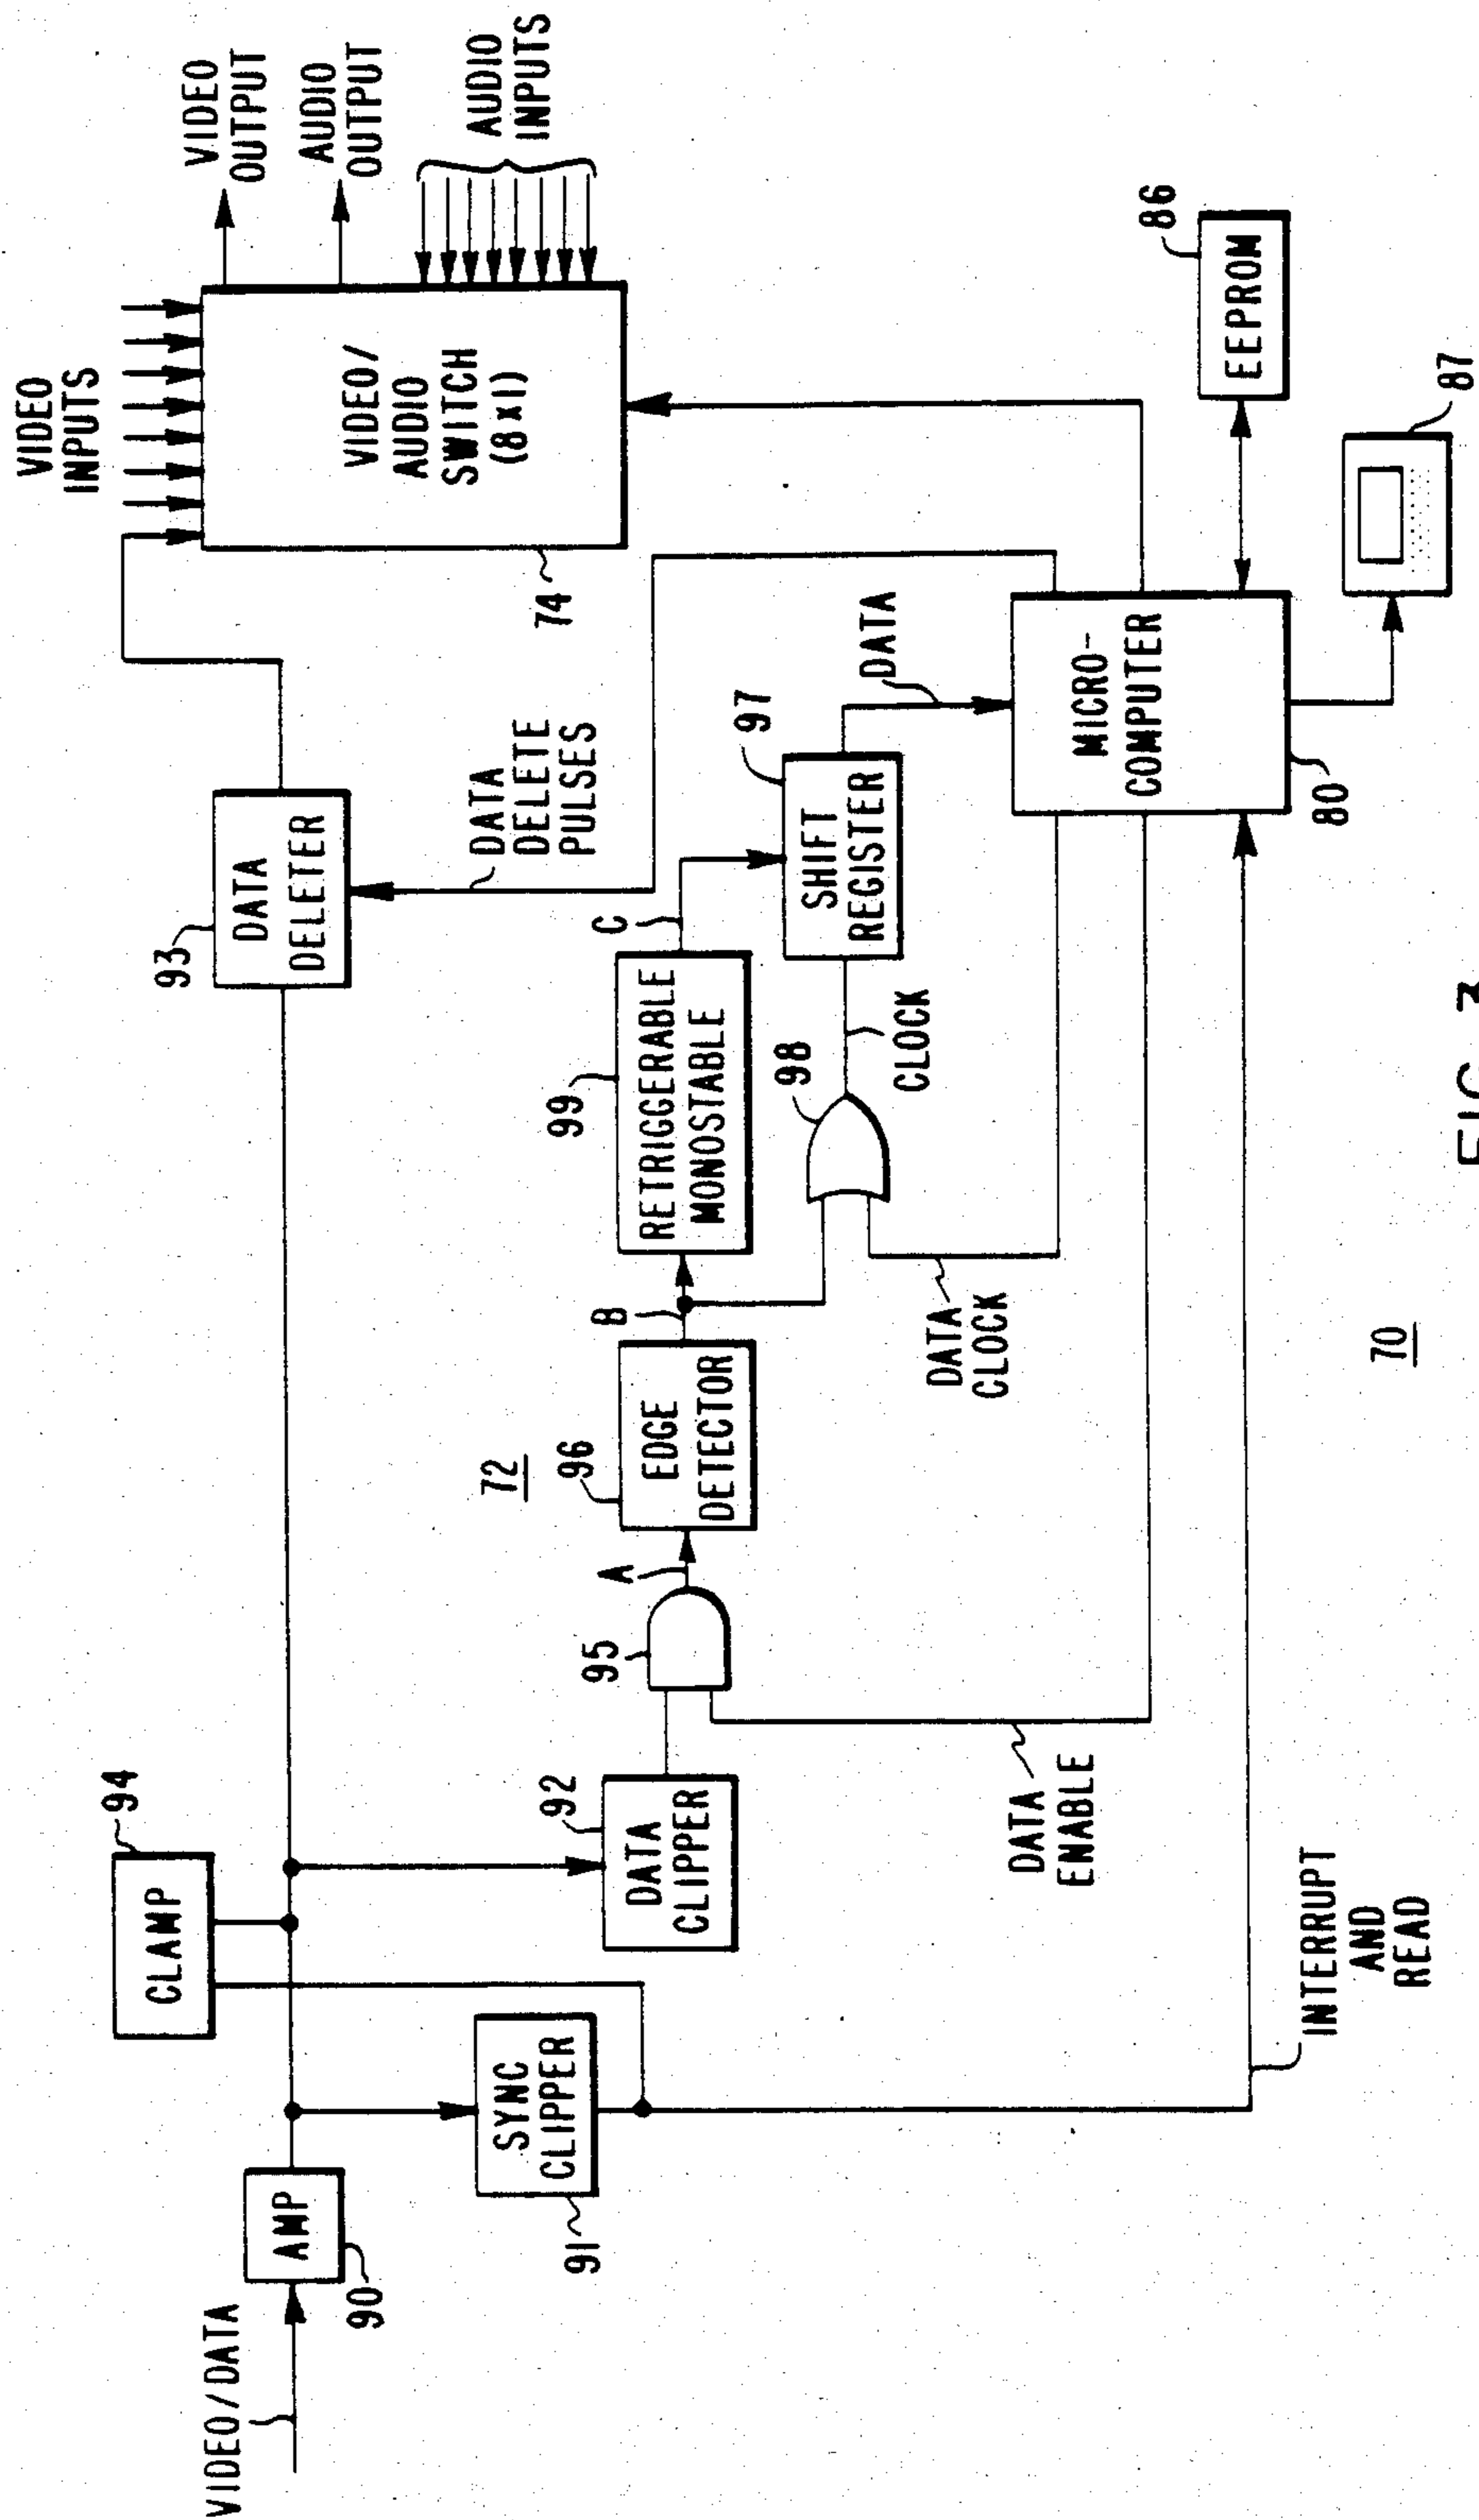 VIDEO/DATA
AMP
90
SYNC
CLIPPER
91
CLAMP
94
DATA
CLIPPER
92
INTERRUPT
AND
READ
DATA
ENABLE
95
A
72
EDGE
DETECTOR
96
B
RETRIGGERABLE
MONOSTABLE
99
C
98
CLOCK
DATA
CLOCK
70
DATA
DELETER
93
DATA
DELETE
PULSES
SHIFT
REGISTER
97
DATA
MICRO-
COMPUTER
80
VIDEO
INPUTS
VIDEO/
AUDIO
SWITCH
(8X1)
74
VIDEO
OUTPUT
AUDIO
OUTPUT
AUDIO
INPUTS
EEPROM
86
87